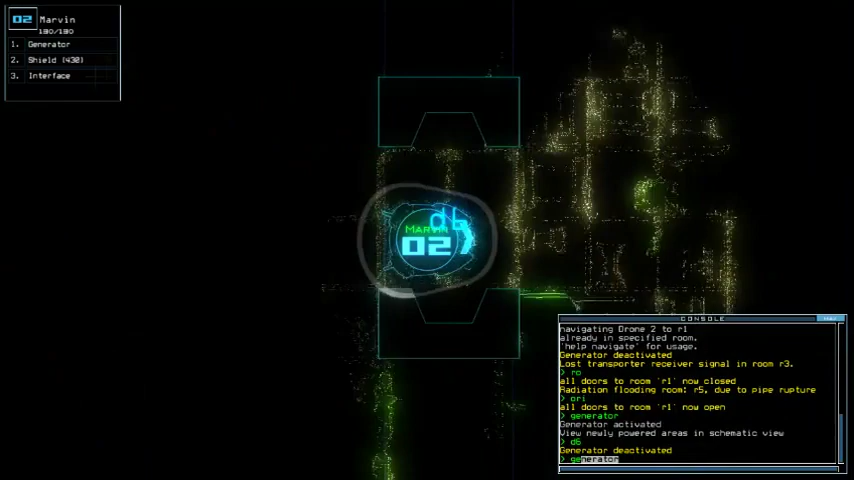 02 Marvin
180/180
1. Generator
2. Shield (430)
3. Interface
d6
Marvin
02
CONSOLE
navigating Drone 2 to r1
already in specified room.
'help navigate' for usage.
Generator deactivated
Lost transporter receiver signal in room r3.
> ro
all doors to room 'r1' now closed
Radiation flooding room: r5, due to pipe rupture
> ori
all doors to room 'r1' now open
> generator
Generator activated
View newly powered areas in schematic view
> d6
Generator deactivated
> generator